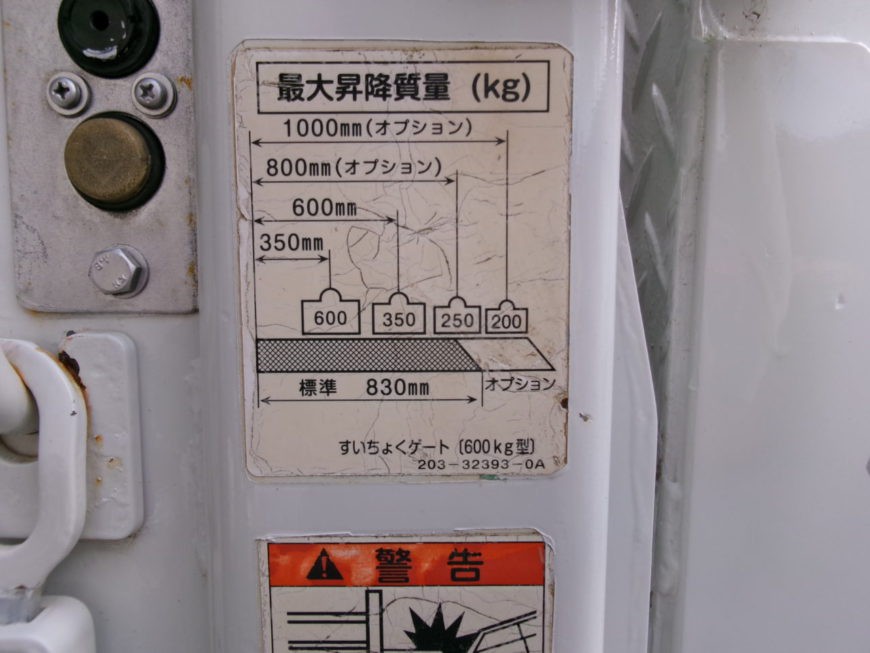 最大昇降質量 (kg)
1000mm(オプション)
800mm(オプション)
600mm
350mm
600 350 250 200
標準 830mm オプション
すいちょくゲート〔600kg型〕
203-32393-0A
警告